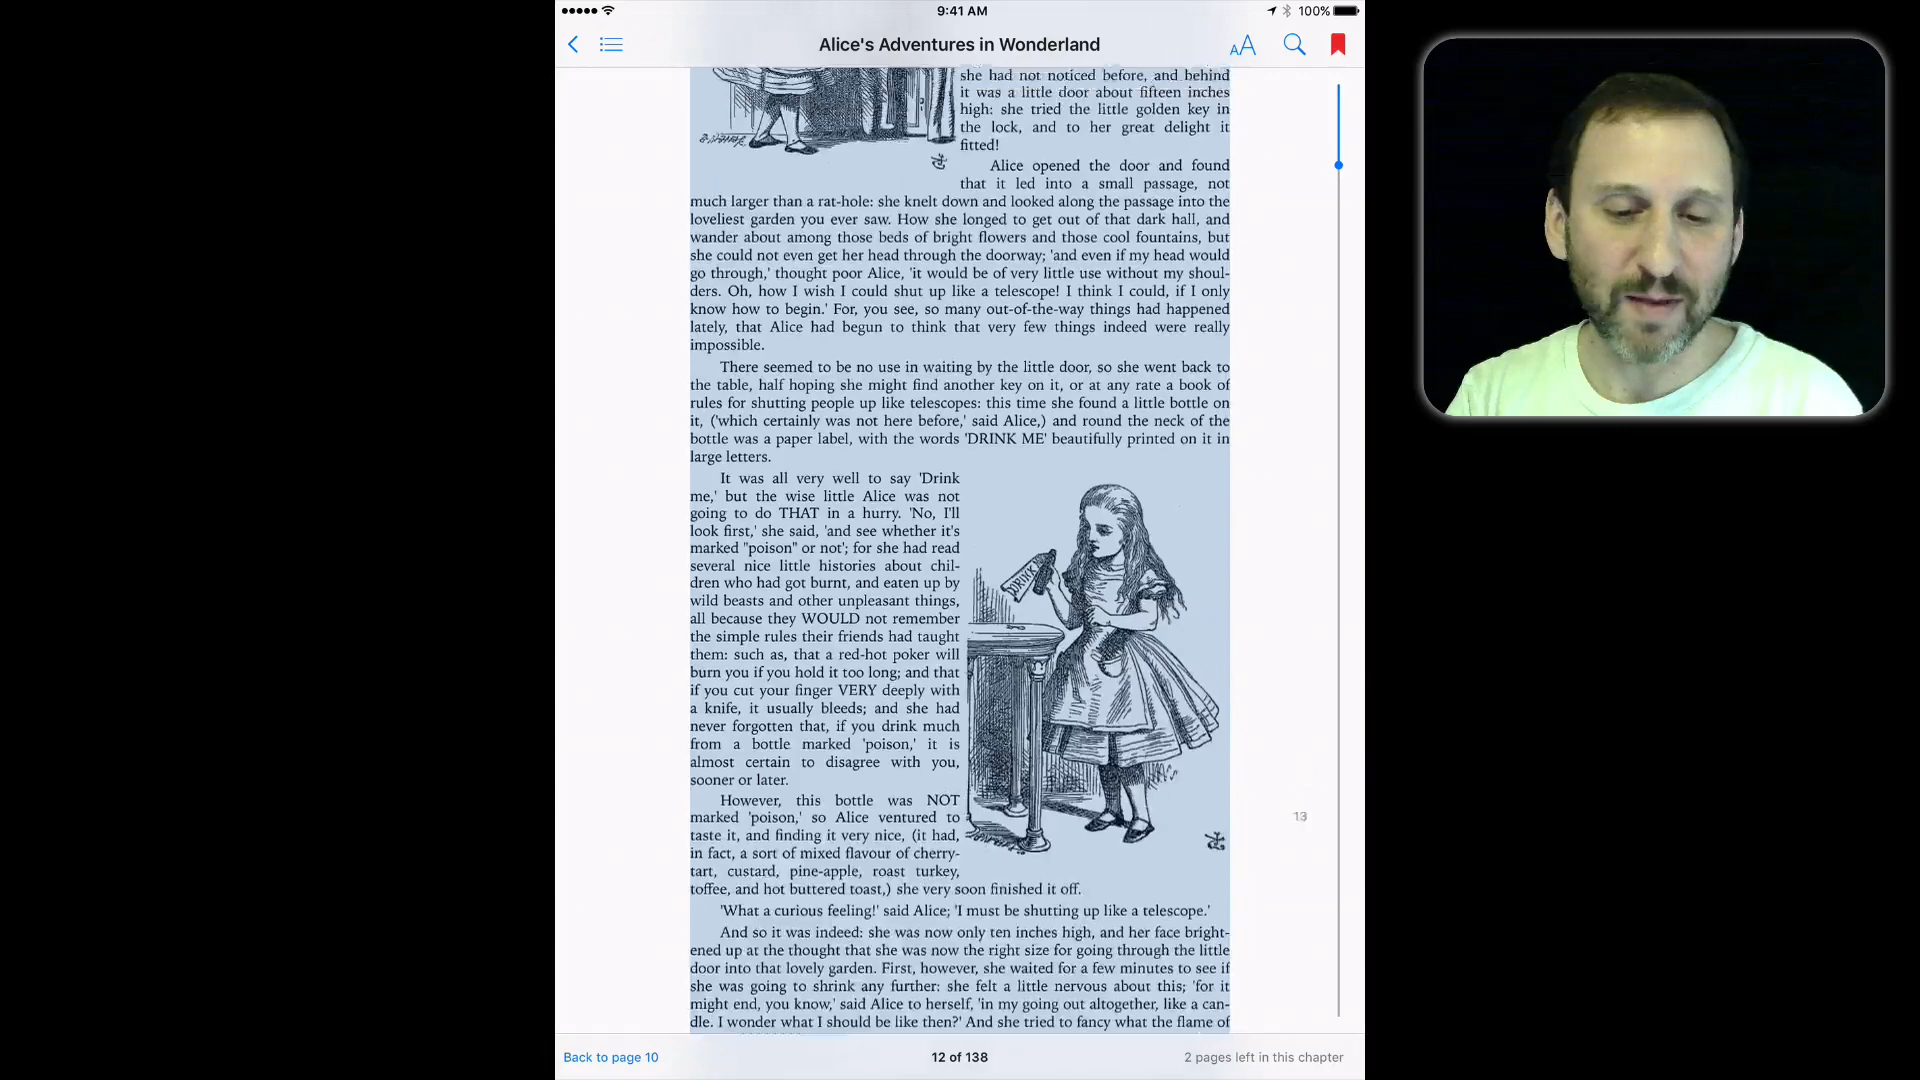 9:41 AM
100%
Alice's Adventures in Wonderland
AA
she had not noticed before, and behind
it was a little door about fifteen inches
high: she tried the little golden key in
the lock, and to her great delight it
fitted!
Alice opened the door and found
that it led into a small passage, not
much larger than a rat-hole: she knelt down and looked along the passage into the
loveliest garden you ever saw. How she longed to get out of that dark hall, and
wander about among those beds of bright flowers and those cool fountains, but
she could not even get her head through the doorway; 'and even if my head would
go through,' thought poor Alice, 'it would be of very little use without my shoul-
ders. Oh, how I wish I could shut up like a telescope! I think I could, if I only
know how to begin.' For, you see, so many out-of-the-way things had happened
lately, that Alice had begun to think that very few things indeed were really
impossible.
There seemed to be no use in waiting by the little door, so she went back to
the table, half hoping she might find another key on it, or at any rate a book of
rules for shutting people up like telescopes: this time she found a little bottle on
it, ('which certainly was not here before,' said Alice,) and round the neck of the
bottle was a paper label, with the words 'DRINK ME' beautifully printed on it in
large letters.
It was all very well to say 'Drink
me,' but the wise little Alice was not
going to do THAT in a hurry. 'No, I'll
look first,' she said, 'and see whether it's
marked "poison" or not'; for she had read
several nice little histories about chil-
dren who had got burnt, and eaten up by
wild beasts and other unpleasant things,
all because they WOULD not remember
the simple rules their friends had taught
them: such as, that a red-hot poker will
burn you if you hold it too long; and that
if you cut your finger VERY deeply with
a knife, it usually bleeds; and she had
never forgotten that, if you drink much
from a bottle marked 'poison,' it is
almost certain to disagree with you,
sooner or later.
DRINK
However, this bottle was NOT
marked 'poison,' so Alice ventured to
taste it, and finding it very nice, (it had,
in fact, a sort of mixed flavour of cherry-
tart, custard, pine-apple, roast turkey,
toffee, and hot buttered toast,) she very soon finished it off.
13
'What a curious feeling!' said Alice; 'I must be shutting up like a telescope.'
And so it was indeed: she was now only ten inches high, and her face bright-
ened up at the thought that she was now the right size for going through the little
door into that lovely garden. First, however, she waited for a few minutes to see if
she was going to shrink any further: she felt a little nervous about this; 'for it
might end, you know,' said Alice to herself, 'in my going out altogether, like a can-
dle. I wonder what I should be like then?' And she tried to fancy what the flame of
Back to page 10
12 of 138
2 pages left in this chapter